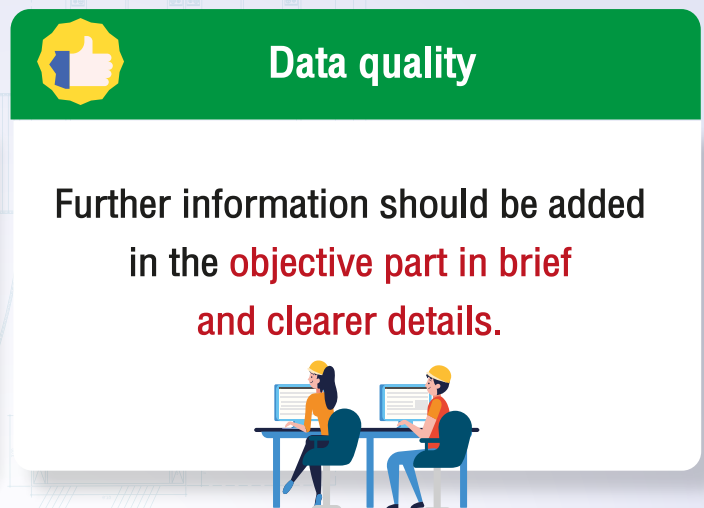 Data quality
Further information should be added
in the objective part in brief
and clearer details.